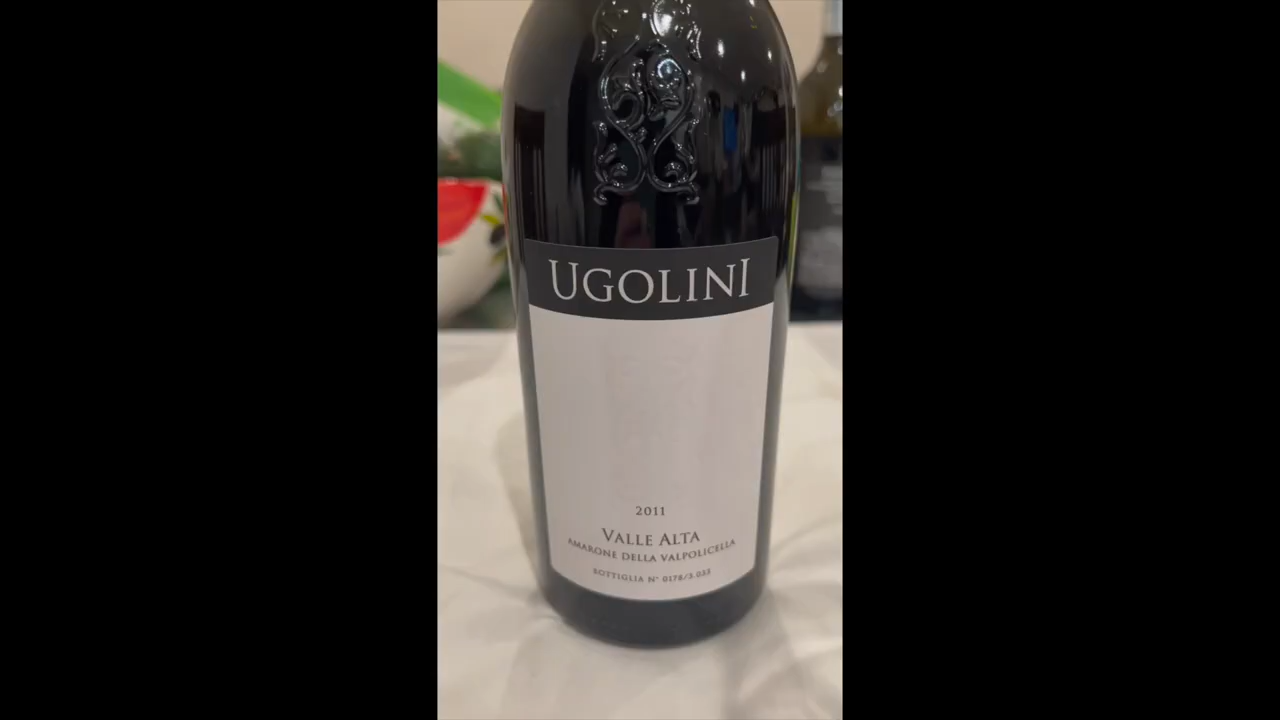 UGOLINI
2011
VALLE ALTA
AMARONE DELLA VALPOLICELLA
BOTTIGLIA N° 0178/3.033